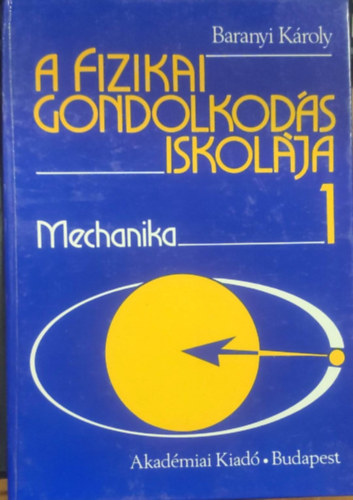 Baranyi Károly
A FIZIKAI
GONDOLKODÁS
ISKOLÁJA
Mechanika 1
Akadémiai Kiadó • Budapest